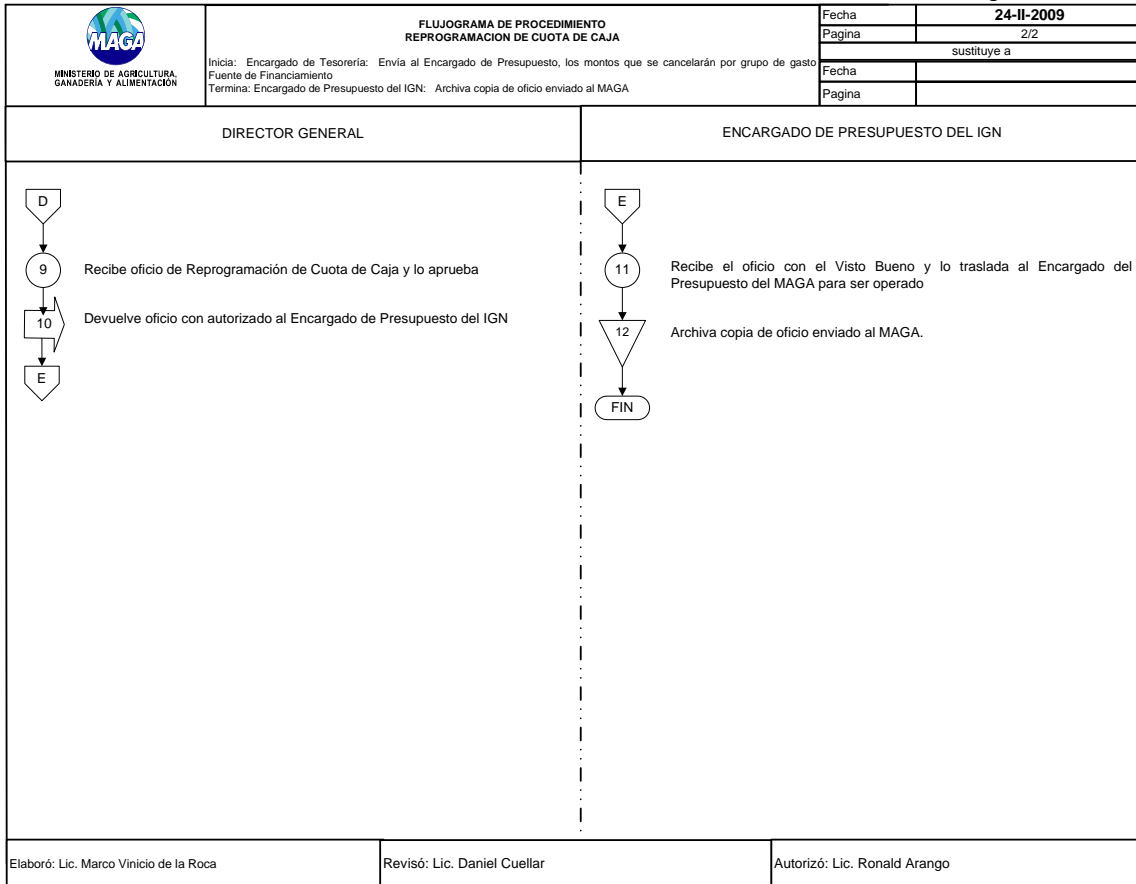 MAGA
MINISTERIO DE AGRICULTURA,
GANADERÍA Y ALIMENTACIÓN
FLUJOGRAMA DE PROCEDIMIENTO
REPROGRAMACION DE CUOTA DE CAJA
Inicia: Encargado de Tesorería: Envía al Encargado de Presupuesto, los montos que se cancelarán por grupo de gasto
Fuente de Financiamiento
Termina: Encargado de Presupuesto del IGN: Archiva copia de oficio enviado al MAGA
Fecha 24-II-2009
Pagina 2/2
sustituye a
Fecha
Pagina
DIRECTOR GENERAL
ENCARGADO DE PRESUPUESTO DEL IGN
D
9 Recibe oficio de Reprogramación de Cuota de Caja y lo aprueba
10 Devuelve oficio con autorizado al Encargado de Presupuesto del IGN
E
E
11 Recibe el oficio con el Visto Bueno y lo traslada al Encargado del
Presupuesto del MAGA para ser operado
12 Archiva copia de oficio enviado al MAGA.
FIN
Elaboró: Lic. Marco Vinicio de la Roca
Revisó: Lic. Daniel Cuellar
Autorizó: Lic. Ronald Arango